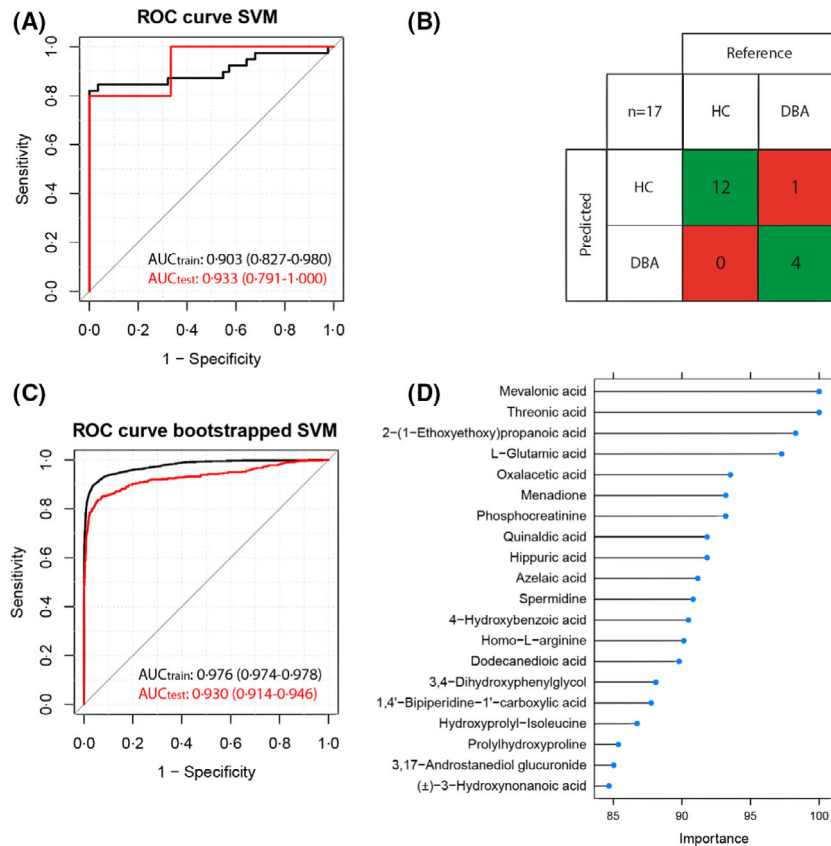 (A)
ROC curve SVM
Sensitivity
0·0 0·2 0·4 0·6 0·8 1·0
AUCtrain: 0·903 (0·827-0·980)
AUCtest: 0·933 (0·791-1·000)
0·0 0·2 0·4 0·6 0·8 1·0
1 − Specificity
(B)
Reference
n=17 HC DBA
Predicted
HC 12 1
DBA 0 4
(C)
ROC curve bootstrapped SVM
Sensitivity
0·0 0·2 0·4 0·6 0·8 1·0
AUCtrain: 0·976 (0·974-0·978)
AUCtest: 0·930 (0·914-0·946)
0·0 0·2 0·4 0·6 0·8 1·0
1 − Specificity
(D)
Mevalonic acid
Threonic acid
2−(1−Ethoxyethoxy)propanoic acid
L−Glutamic acid
Oxalacetic acid
Menadione
Phosphocreatinine
Quinaldic acid
Hippuric acid
Azelaic acid
Spermidine
4−Hydroxybenzoic acid
Homo−L−arginine
Dodecanedioic acid
3,4−Dihydroxyphenylglycol
1,4'−Bipiperidine−1'−carboxylic acid
Hydroxyprolyl−Isoleucine
Prolylhydroxyproline
3,17−Androstanediol glucuronide
(±)−3−Hydroxynonanoic acid
85 90 95 100
Importance